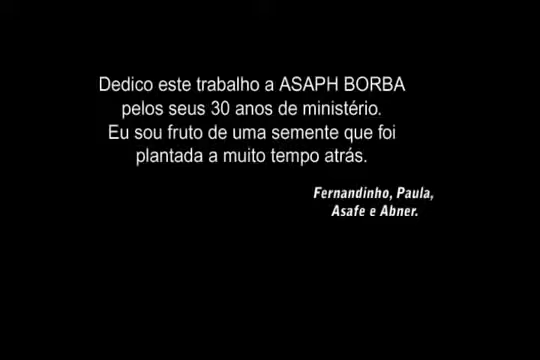 Dedico este trabalho a ASAPH BORBA
pelos seus 30 anos de ministério.
Eu sou fruto de uma semente que foi
plantada a muito tempo atrás.
Fernandinho, Paula,
Asafe e Abner.